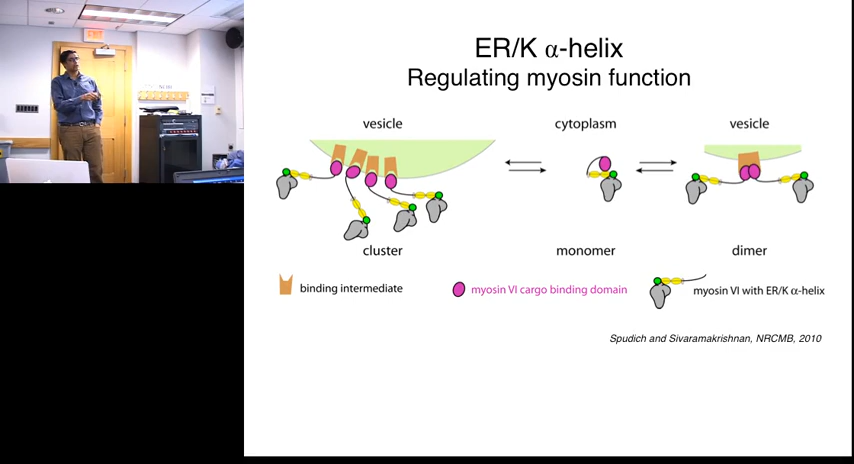 ER/K α-helix
Regulating myosin function
vesicle
cytoplasm
vesicle
cluster
monomer
dimer
binding intermediate
myosin VI cargo binding domain
myosin VI with ER/K α-helix
Spudich and Sivaramakrishnan, NRCMB, 2010